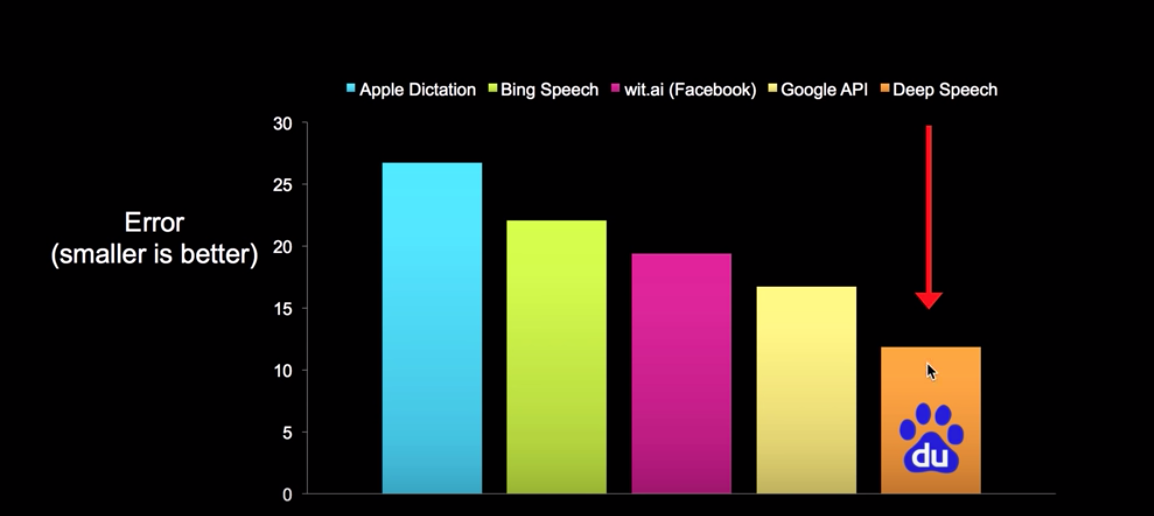 Apple Dictation Bing Speech wit.ai (Facebook) Google API Deep Speech
30
25
Error
(smaller is better)
20
15
10
5
0
du